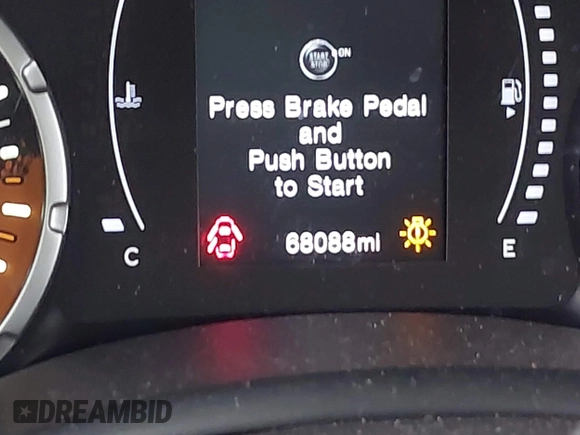 START
STOP
ON
Press Brake Pedal
and
Push Button
to Start
C
68088mi
E
DREAMBID